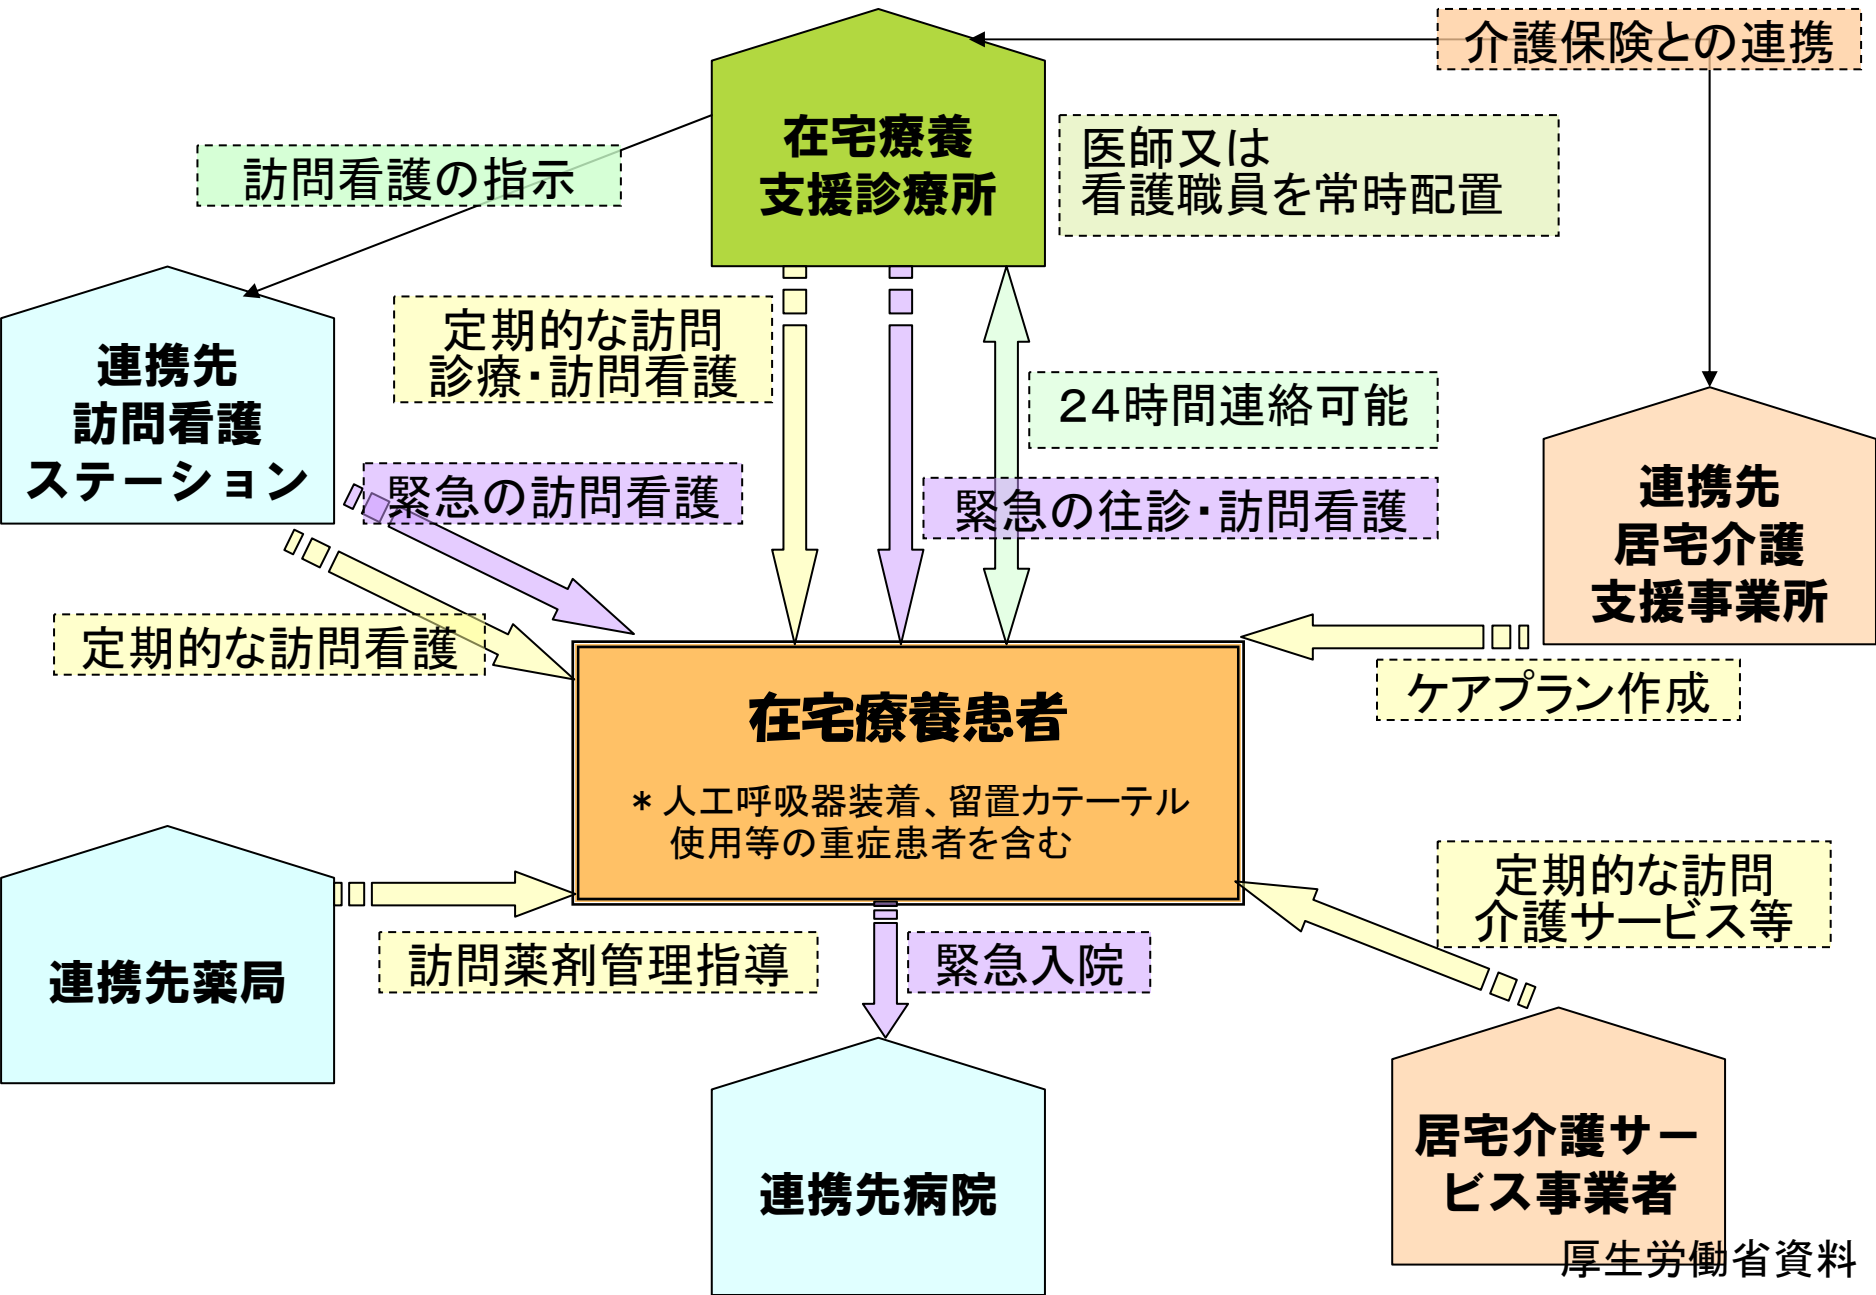 介護保険との連携
在宅療養
支援診療所
医師又は
看護職員を常時配置
訪問看護の指示
定期的な訪問
診療・訪問看護
連携先
訪問看護
ステーション
24時間連絡可能
緊急の訪問看護
緊急の往診・訪問看護
連携先
居宅介護
支援事業所
定期的な訪問看護
ケアプラン作成
在宅療養患者
* 人工呼吸器装着、留置カテーテル
使用等の重症患者を含む
定期的な訪問
介護サービス等
連携先薬局
訪問薬剤管理指導
緊急入院
連携先病院
居宅介護サー
ビス事業者
厚生労働省資料